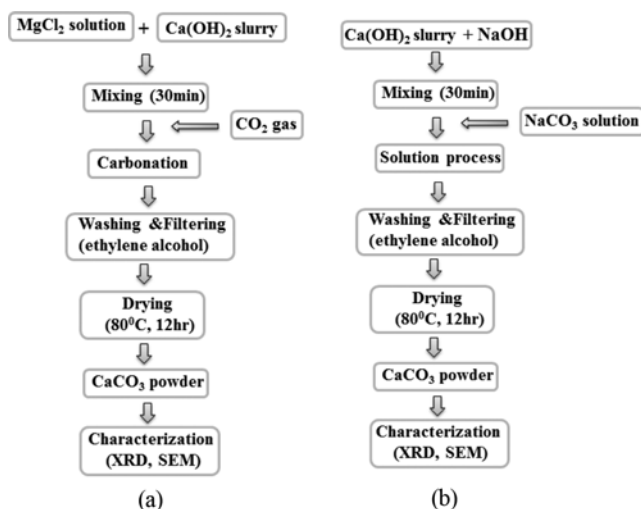 MgCl₂ solution + Ca(OH)₂ slurry
Mixing (30min)
CO₂ gas
Carbonation
Washing &Filtering
(ethylene alcohol)
Drying
(80⁰C, 12hr)
CaCO₃ powder
Characterization
(XRD, SEM)
(a)
Ca(OH)₂ slurry + NaOH
Mixing (30min)
NaCO₃ solution
Solution process
Washing &Filtering
(ethylene alcohol)
Drying
(80⁰C, 12hr)
CaCO₃ powder
Characterization
(XRD, SEM)
(b)